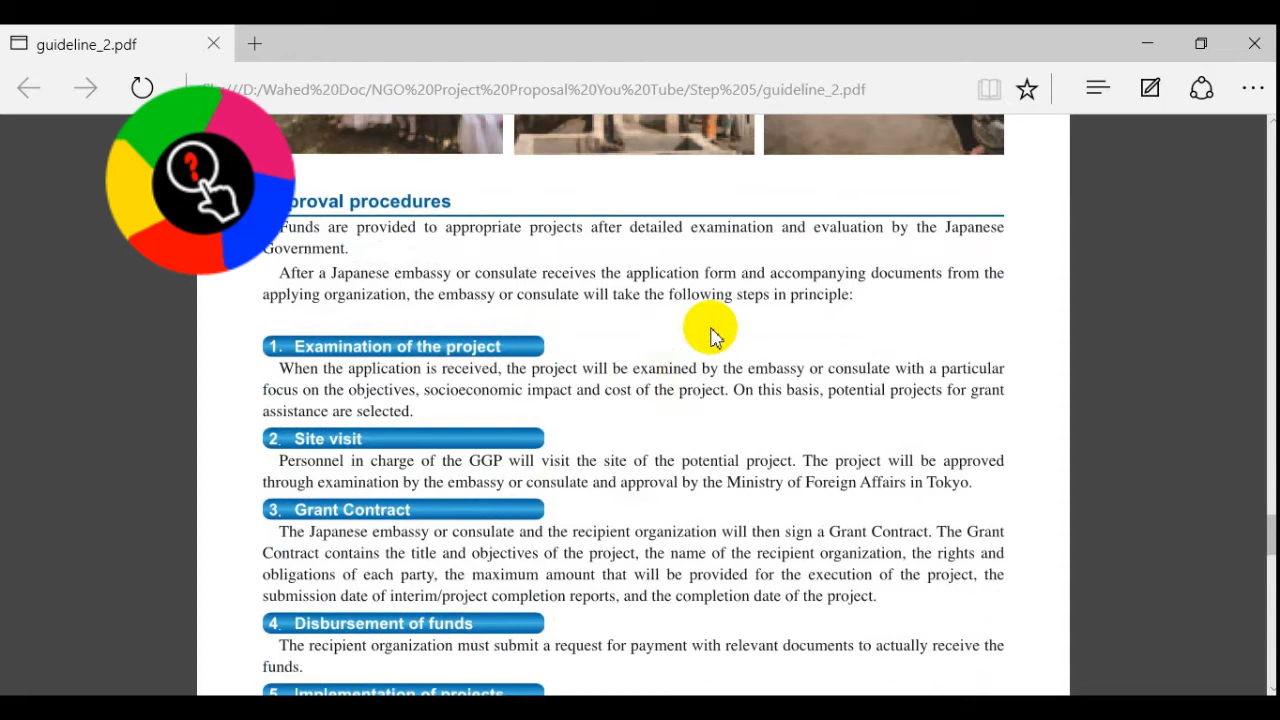 guideline_2.pdf
///D:/Wahed%20Doc/NGO%20Project%20Proposal%20You%20Tube/Step%205/guideline_2.pdf
?
proval procedures
Funds are provided to appropriate projects after detailed examination and evaluation by the Japanese
Government.
After a Japanese embassy or consulate receives the application form and accompanying documents from the
applying organization, the embassy or consulate will take the following steps in principle:
1. Examination of the project
When the application is received, the project will be examined by the embassy or consulate with a particular
focus on the objectives, socioeconomic impact and cost of the project. On this basis, potential projects for grant
assistance are selected.
2. Site visit
Personnel in charge of the GGP will visit the site of the potential project. The project will be approved
through examination by the embassy or consulate and approval by the Ministry of Foreign Affairs in Tokyo.
3. Grant Contract
The Japanese embassy or consulate and the recipient organization will then sign a Grant Contract. The Grant
Contract contains the title and objectives of the project, the name of the recipient organization, the rights and
obligations of each party, the maximum amount that will be provided for the execution of the project, the
submission date of interim/project completion reports, and the completion date of the project.
4. Disbursement of funds
The recipient organization must submit a request for payment with relevant documents to actually receive the
funds.
5. Implementation of projects